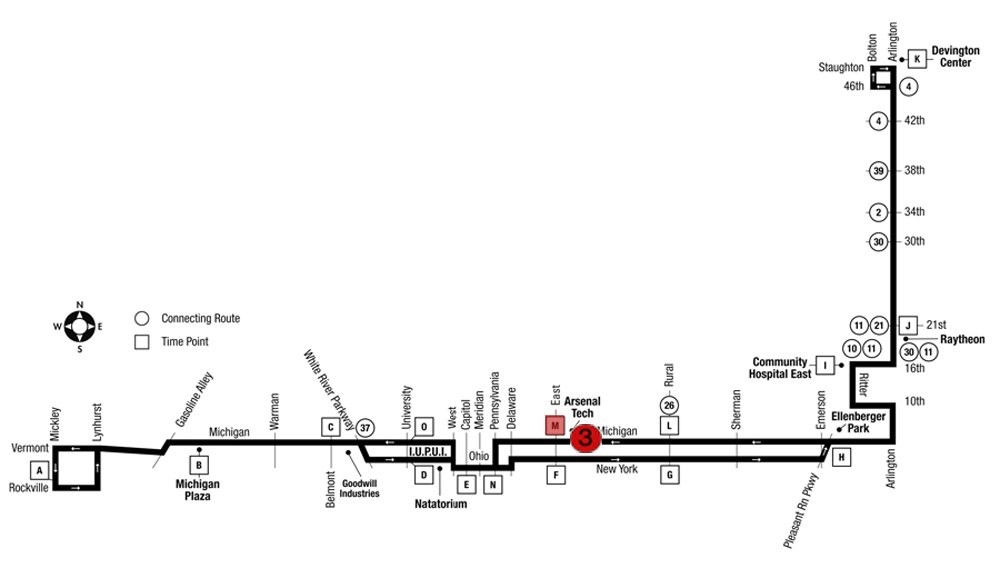 Bolton
Arlington
K
Devington
Center
Staughton
46th
4
4
42th
39
38th
2
34th
30
30th
N
W
E
S
Connecting Route
Time Point
11
21
J
21st
Raytheon
10
11
30
11
Community
Hospital East
I
16th
Ritter
10th
Mickley
Lynhurst
Gasoline Alley
Warman
White River Parkway
University
West
Capitol
Meridian
Pennsylvania
Delaware
East
Arsenal
Tech
Rural
26
Sherman
Emerson
Ellenberger
Park
Michigan
C
37
O
M
3
Michigan
L
Vermont
A
Rockville
B
Michigan
Plaza
Belmont
Goodwill
Industries
I.U.P.U.I.
D
Natatorium
Ohio
E
N
F
New York
G
H
Pleasant Rn Pkwy
Arlington